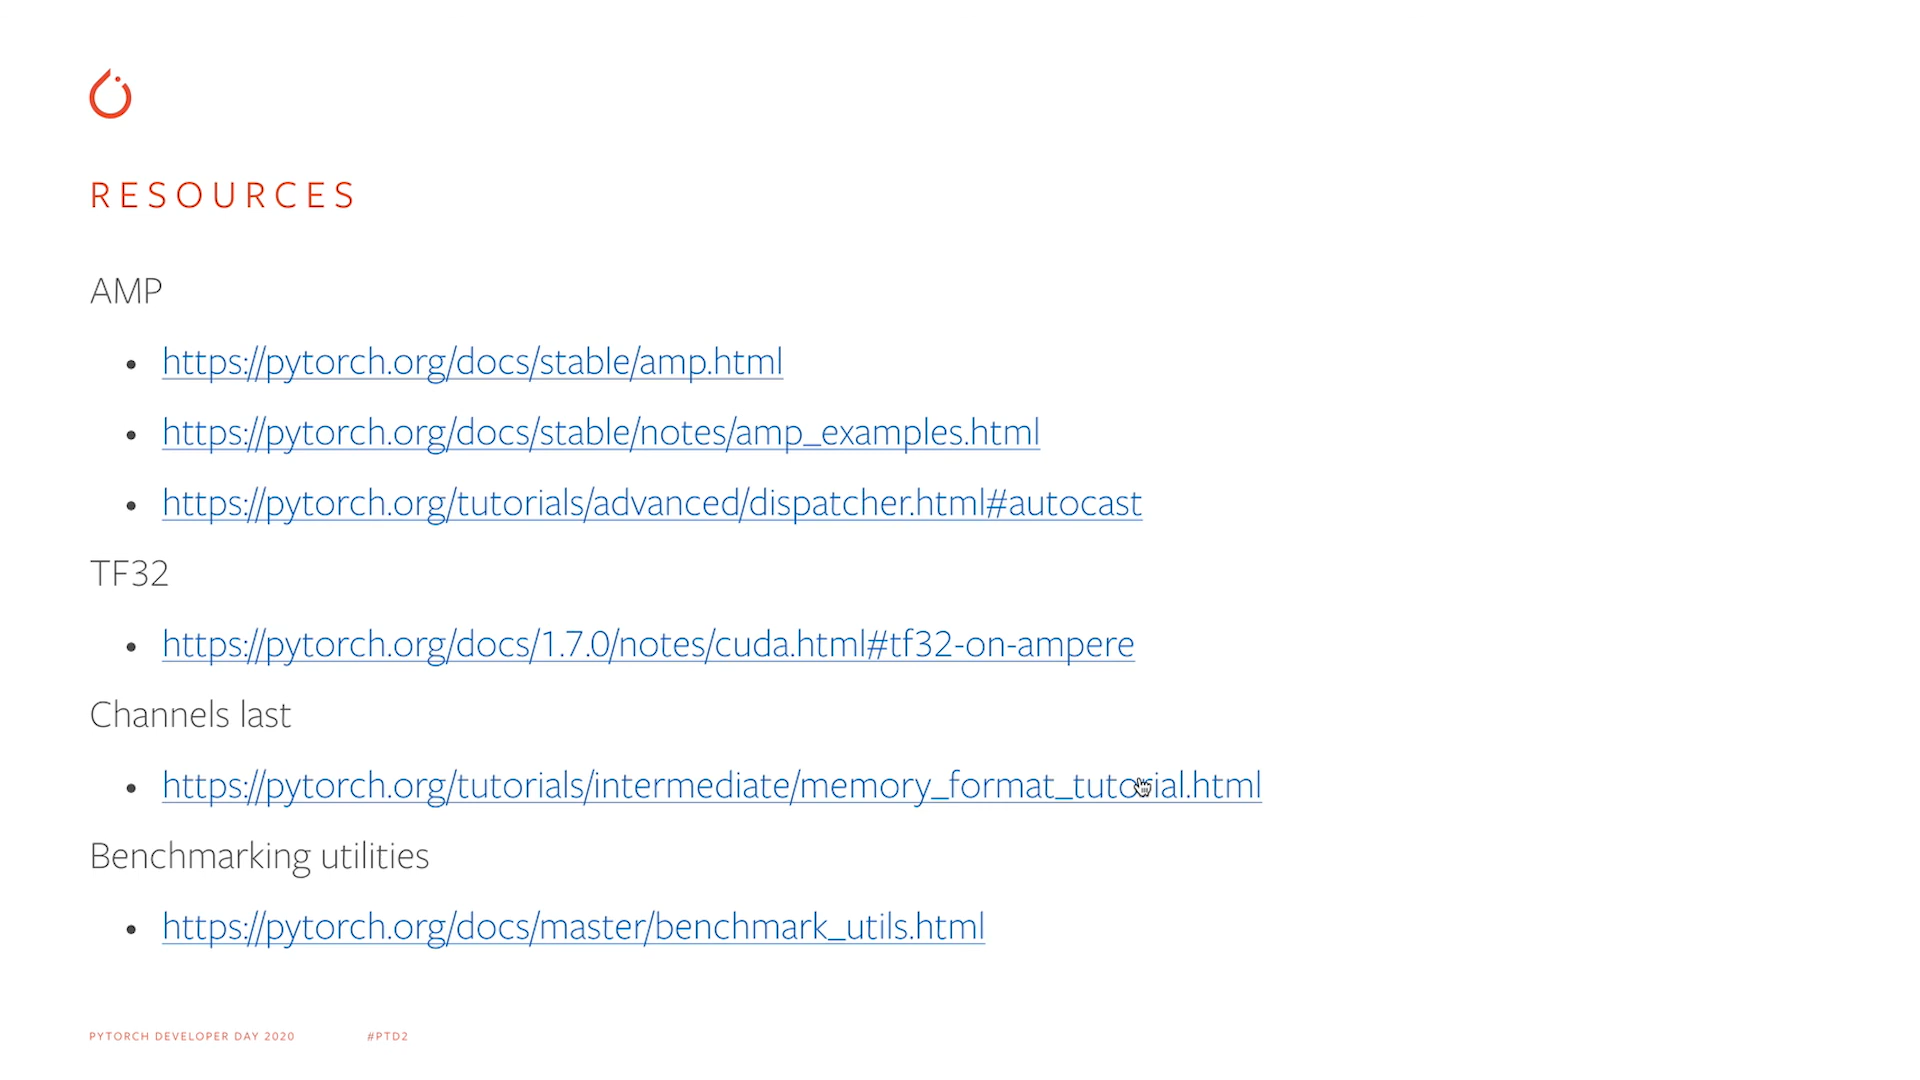 RESOURCES
AMP
• https://pytorch.org/docs/stable/amp.html
• https://pytorch.org/docs/stable/notes/amp_examples.html
• https://pytorch.org/tutorials/advanced/dispatcher.html#autocast
TF32
• https://pytorch.org/docs/1.7.0/notes/cuda.html#tf32-on-ampere
Channels last
• https://pytorch.org/tutorials/intermediate/memory_format_tutorial.html
Benchmarking utilities
• https://pytorch.org/docs/master/benchmark_utils.html
PYTORCH DEVELOPER DAY 2020 #PTD2